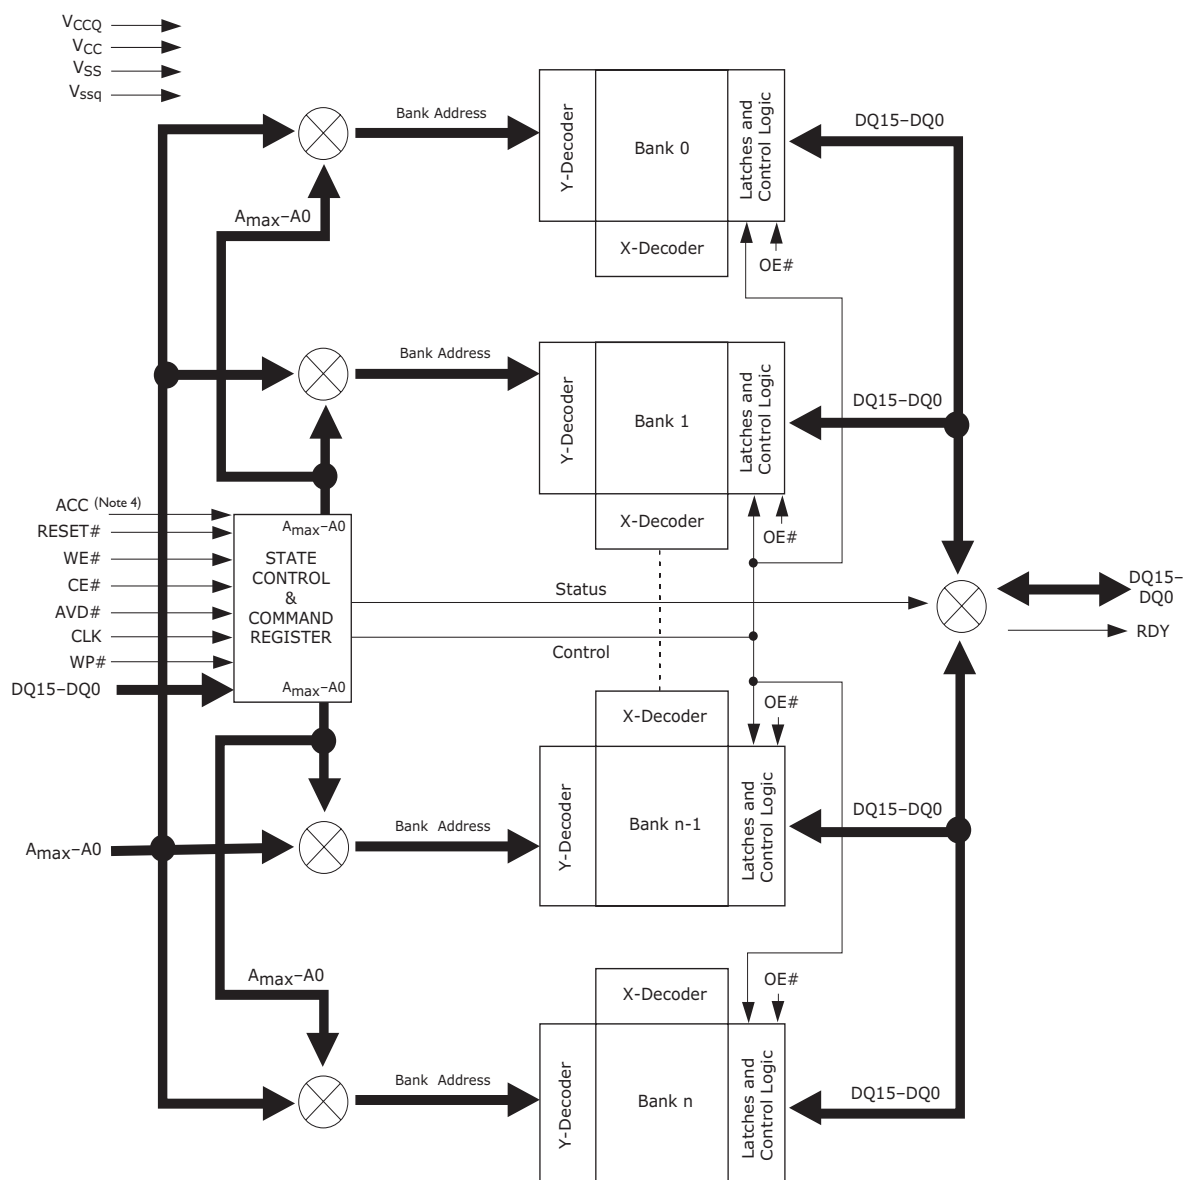 VCCQ
VCC
VSS
Vssq
Bank Address
Y-Decoder
Bank 0
Latches and
Control Logic
DQ15–DQ0
Amax–A0
X-Decoder
OE#
Bank Address
Y-Decoder
Bank 1
Latches and
Control Logic
DQ15–DQ0
X-Decoder
OE#
ACC (Note 4)
RESET#
WE#
CE#
AVD#
CLK
WP#
DQ15–DQ0
Amax–A0
STATE
CONTROL
&
COMMAND
REGISTER
Amax–A0
Status
Control
DQ15–
DQ0
RDY
X-Decoder
OE#
Bank Address
Y-Decoder
Bank n-1
Latches and
Control Logic
DQ15–DQ0
Amax–A0
Amax–A0
X-Decoder
OE#
Bank Address
Y-Decoder
Bank n
Latches and
Control Logic
DQ15–DQ0